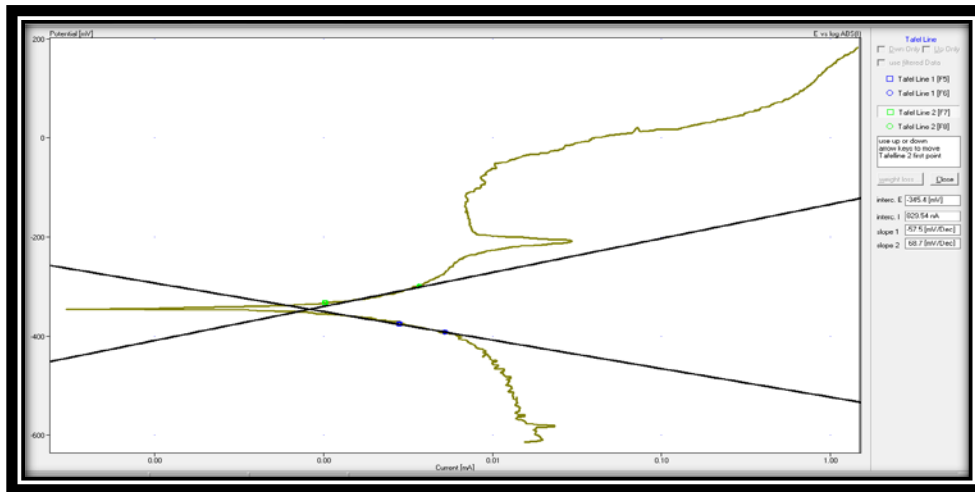 Potential [mV]
E vs log ABS(I)
200
0
-200
-400
-600
0.00
0.00
0.01
0.10
1.00
Current [mA]
Tafel Line
Down Only
Up Only
use filtered Data
Tafel Line 1 [F5]
Tafel Line 1 [F6]
Tafel Line 2 [F7]
Tafel Line 2 [F8]
use up or down
arrow keys to move
Tafelline 2 first point
weight loss
Close
interc. E -345.4 [mV]
interc. I 829.54 nA
slope 1 -57.5 [mV/Dec]
slope 2 68.7 [mV/Dec]